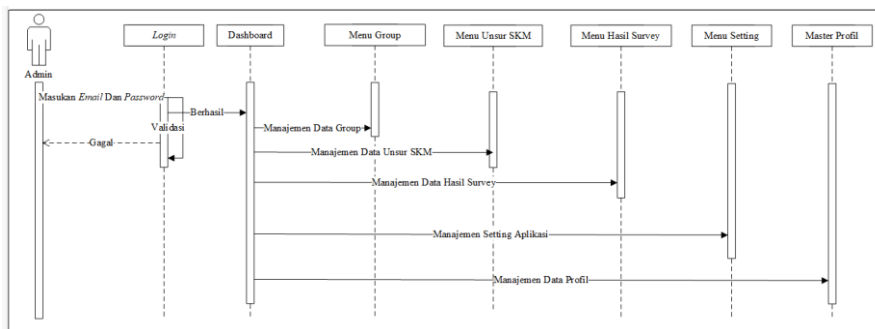 Login
Dashboard
Menu Group
Menu Unsur SKM
Menu Hasil Survey
Menu Setting
Master Profil
Admin
Masukan Email Dan Password
Berhasil
Validasi
Manajemen Data Group
Gagal
Manajemen Data Unsur SKM
Manajemen Data Hasil Survey
Manajemen Setting Aplikasi
Manajemen Data Profil